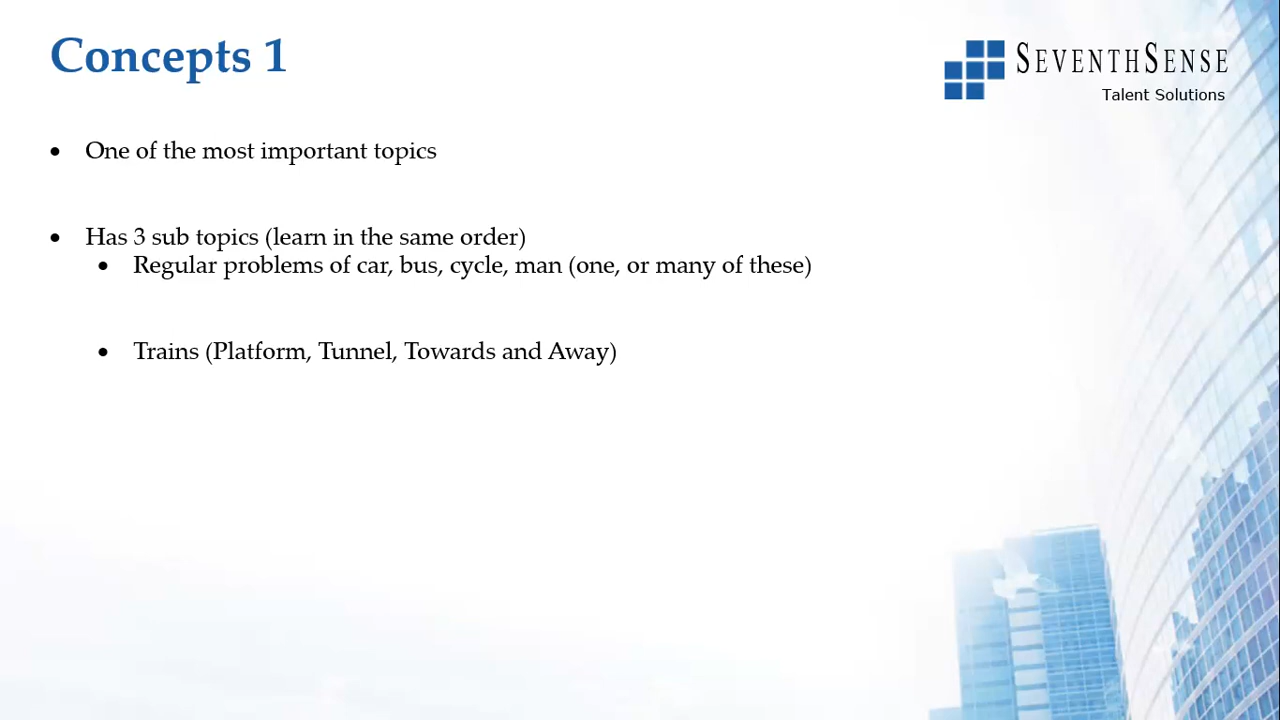 Concepts 1
SEVENTHSENSE
Talent Solutions
• One of the most important topics
• Has 3 sub topics (learn in the same order)
• Regular problems of car, bus, cycle, man (one, or many of these)
• Trains (Platform, Tunnel, Towards and Away)